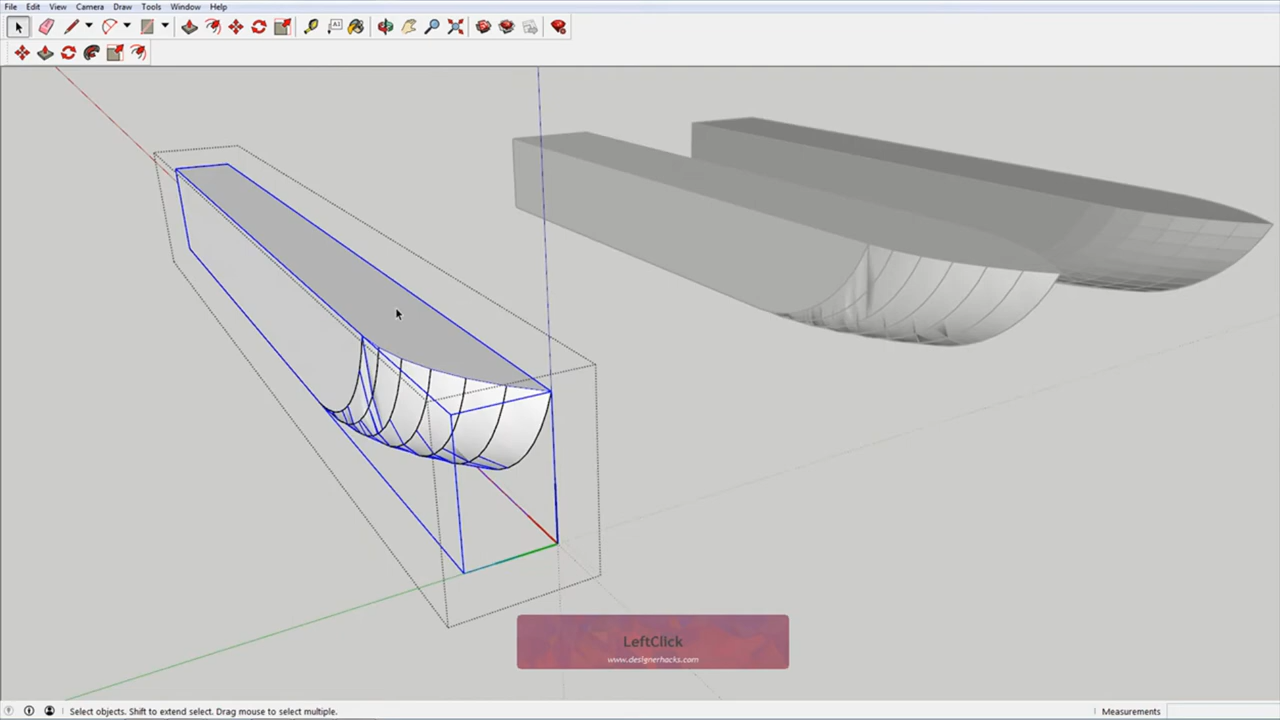 File Edit View Camera Draw Tools Window Help
A1
LeftClick
www.designerhacks.com
Select objects. Shift to extend select. Drag mouse to select multiple.
Measurements